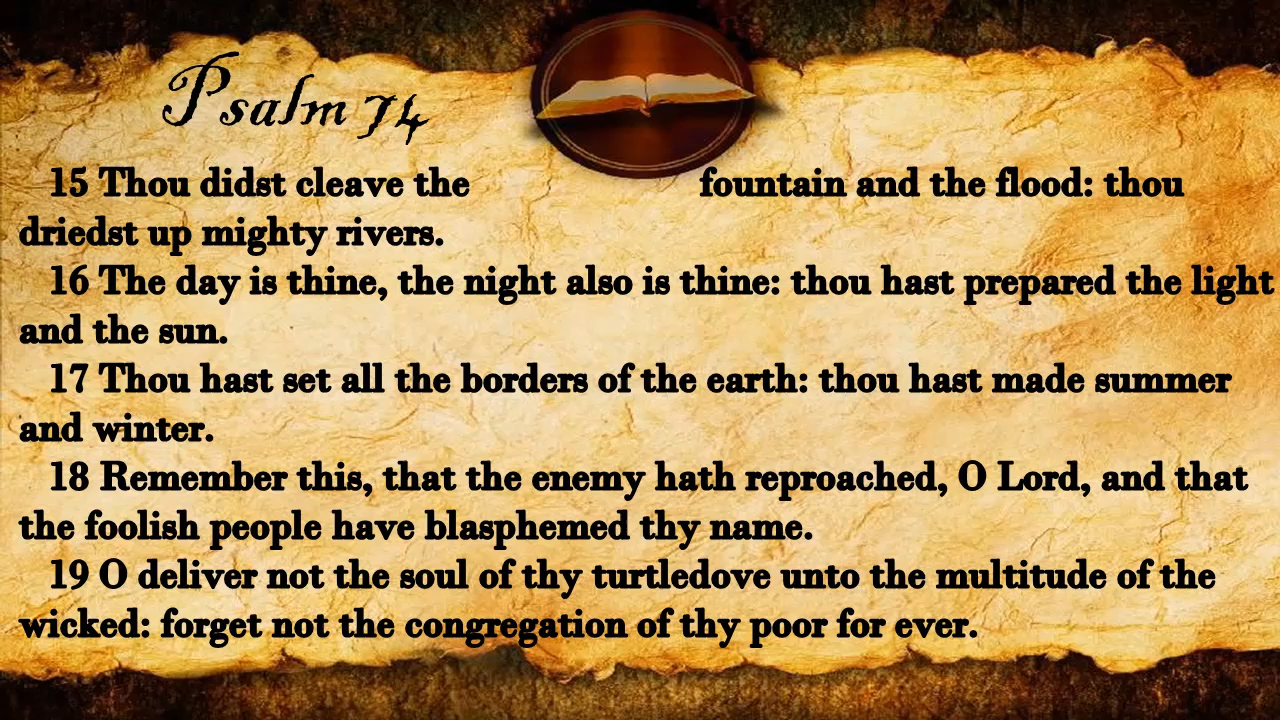 Psalm 74
15 Thou didst cleave the fountain and the flood: thou
driedst up mighty rivers.
16 The day is thine, the night also is thine: thou hast prepared the light
and the sun.
17 Thou hast set all the borders of the earth: thou hast made summer
and winter.
18 Remember this, that the enemy hath reproached, O Lord, and that
the foolish people have blasphemed thy name.
19 O deliver not the soul of thy turtledove unto the multitude of the
wicked: forget not the congregation of thy poor for ever.